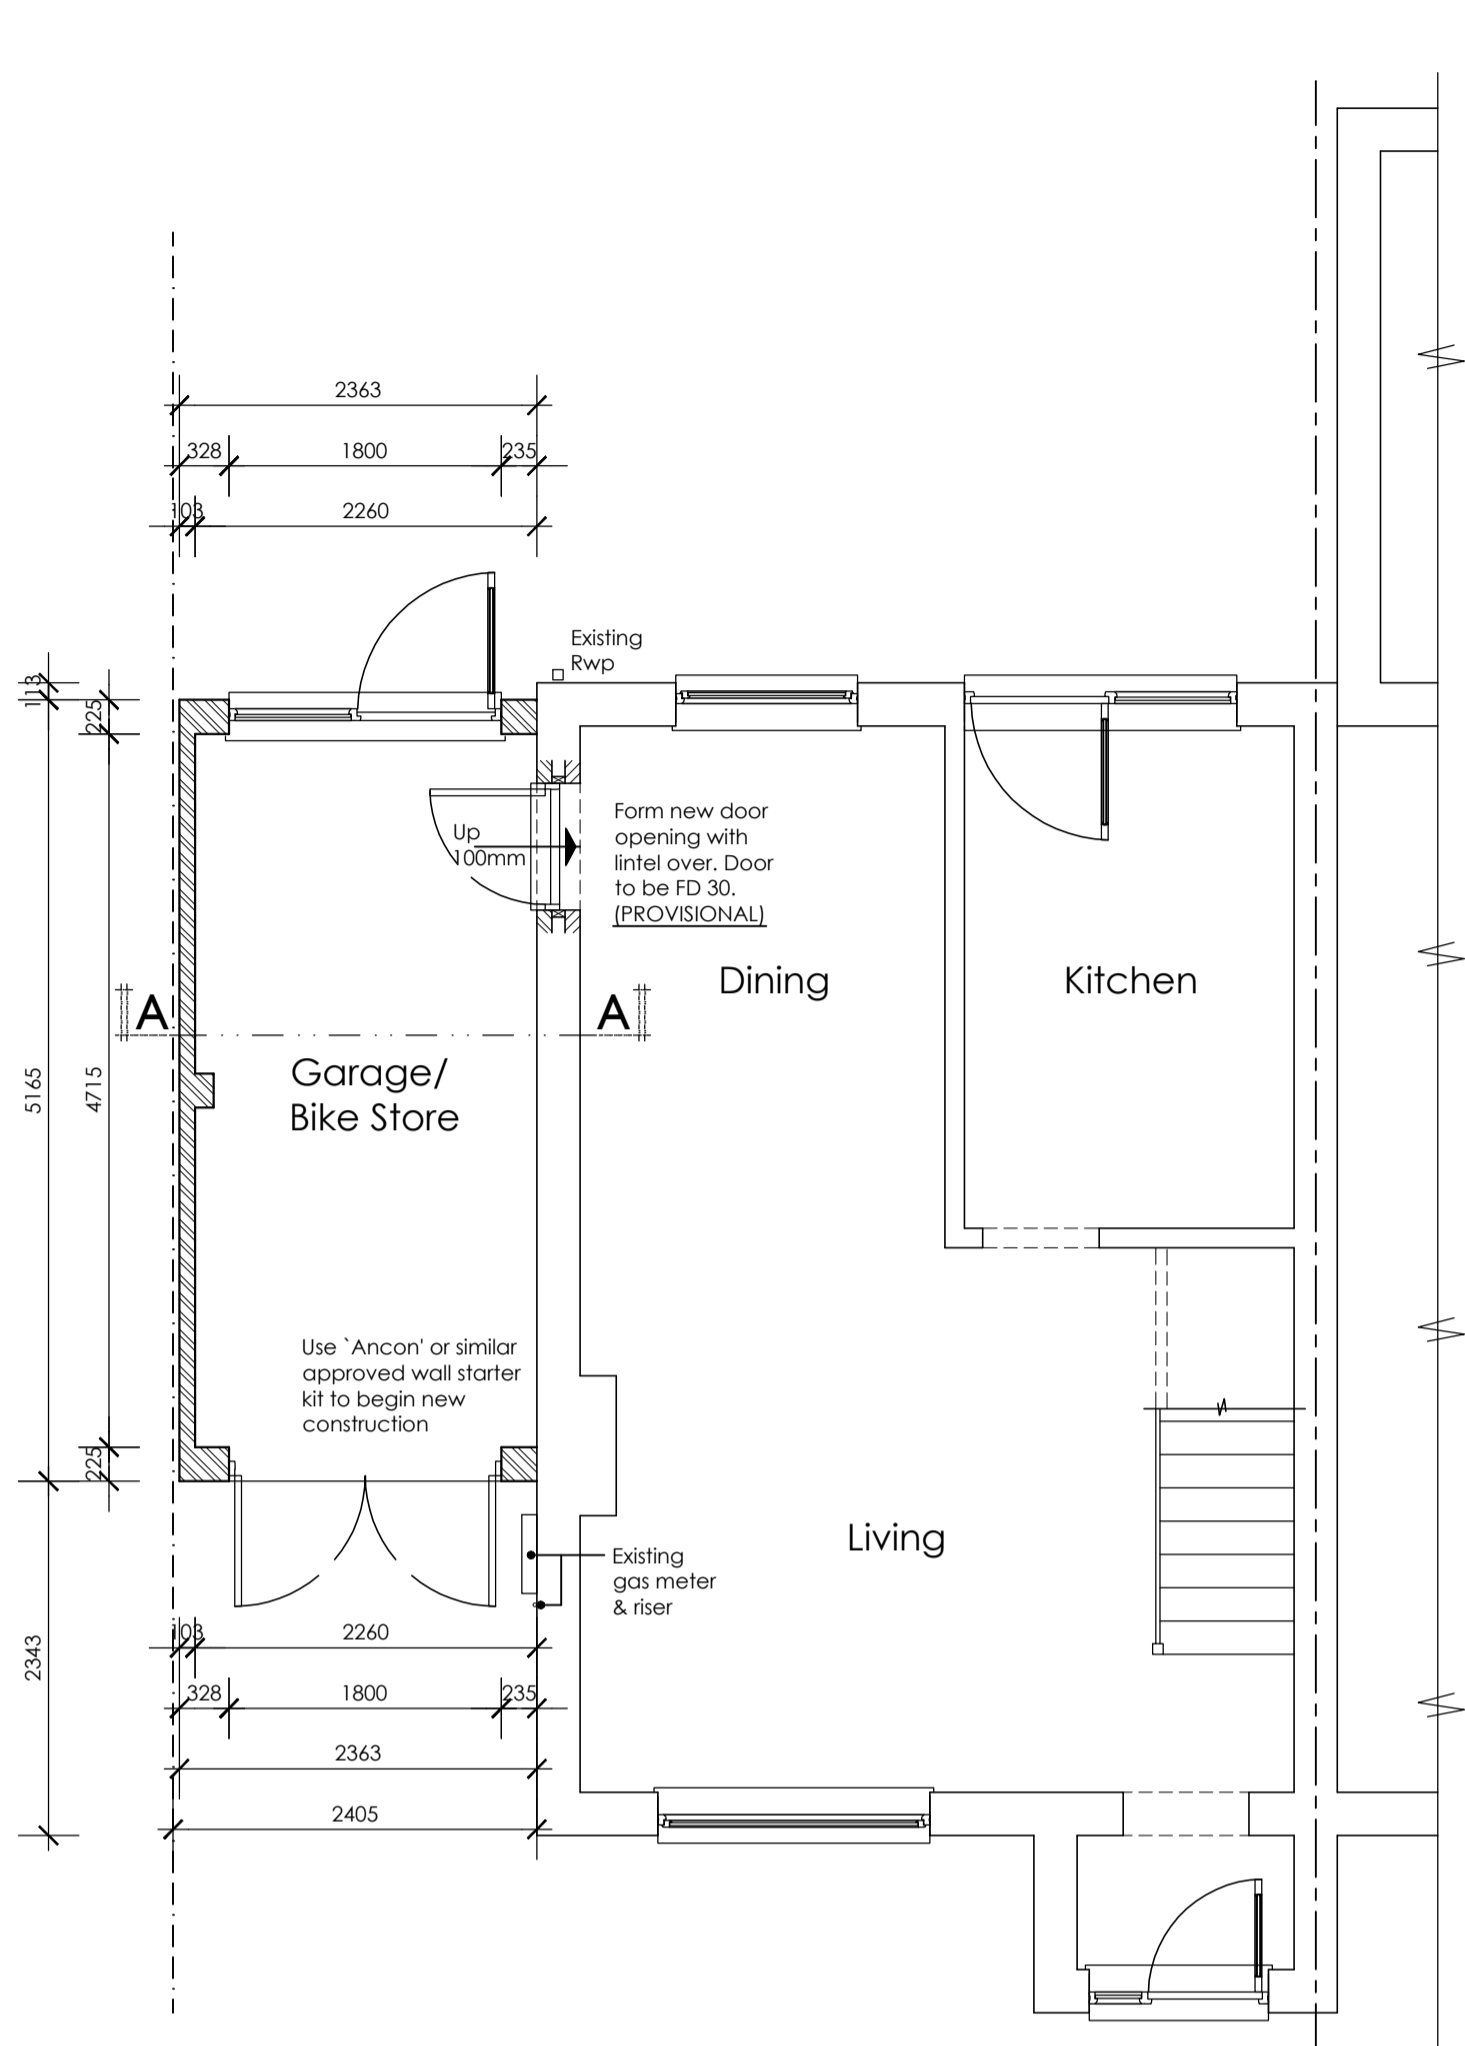 2363
328 1800 235
103 2260
Existing
Rwp
113
225
Form new door
opening with
lintel over. Door
to be FD 30.
(PROVISIONAL)
Up
100mm
Dining
Kitchen
A A
Garage/
Bike Store
5165
4715
Use `Ancon' or similar
approved wall starter
kit to begin new
construction
225
Living
Existing
gas meter
& riser
103 2260
2343
328 1800 235
2363
2405